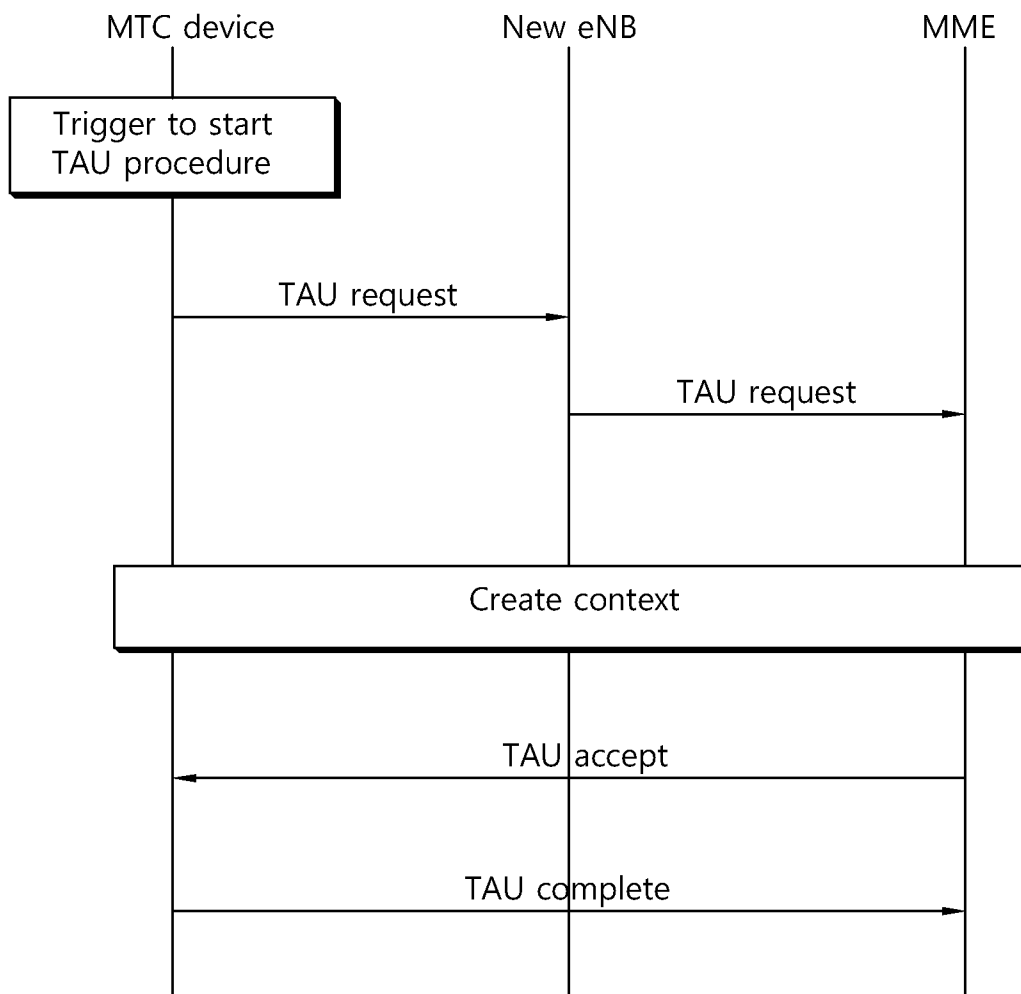 MTC device
New eNB
MME
Trigger to start
TAU procedure
TAU request
TAU request
Create context
TAU accept
TAU complete